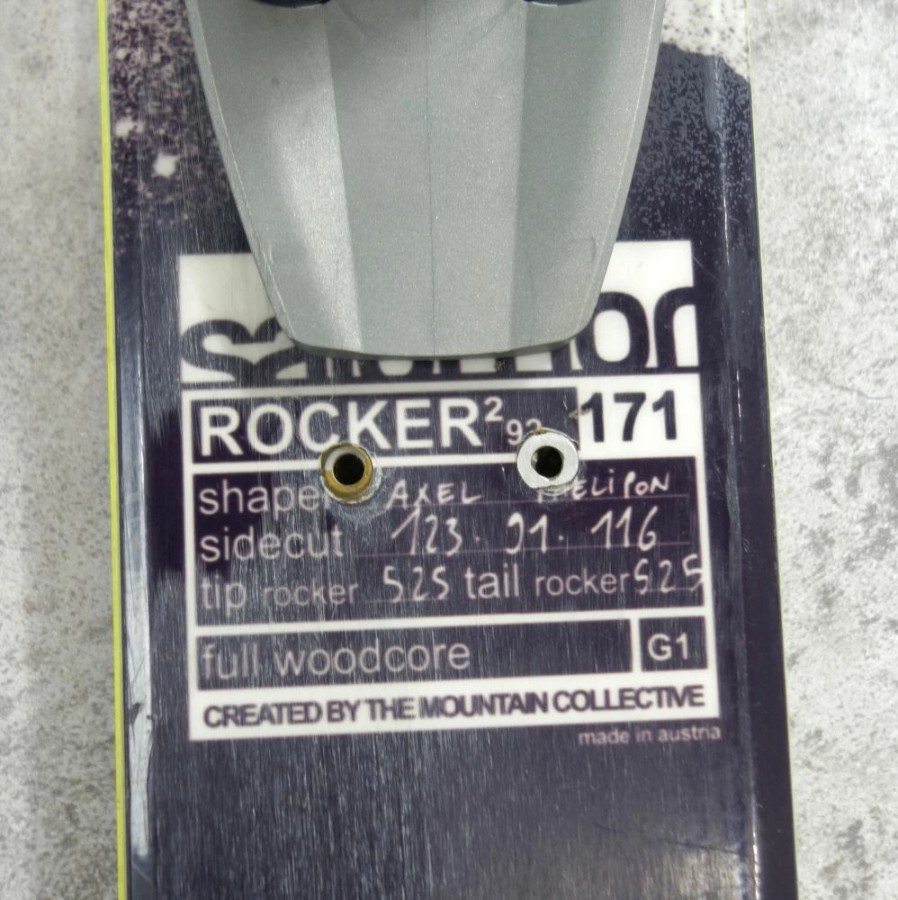 ROCKER² 92 171
shape AXEL
sidecut 123. 91. 116
tip rocker 525 tail rocker 525
full woodcore G1
CREATED BY THE MOUNTAIN COLLECTIVE
made in austria